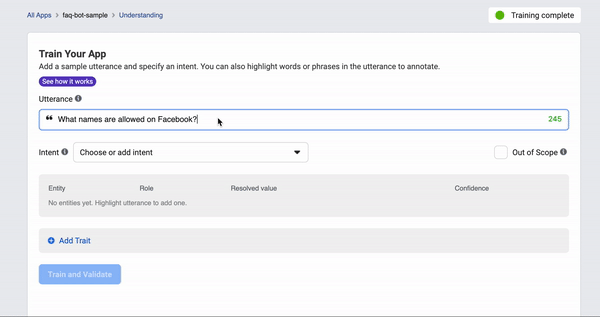 All Apps > faq-bot-sample > Understanding
Training complete
Train Your App
Add a sample utterance and specify an intent. You can also highlight words or phrases in the utterance to annotate.
See how it works
Utterance
❝ What names are allowed on Facebook? 245
Intent Choose or add intent Out of Scope
Entity Role Resolved value Confidence
No entities yet. Highlight utterance to add one.
Add Trait
Train and Validate